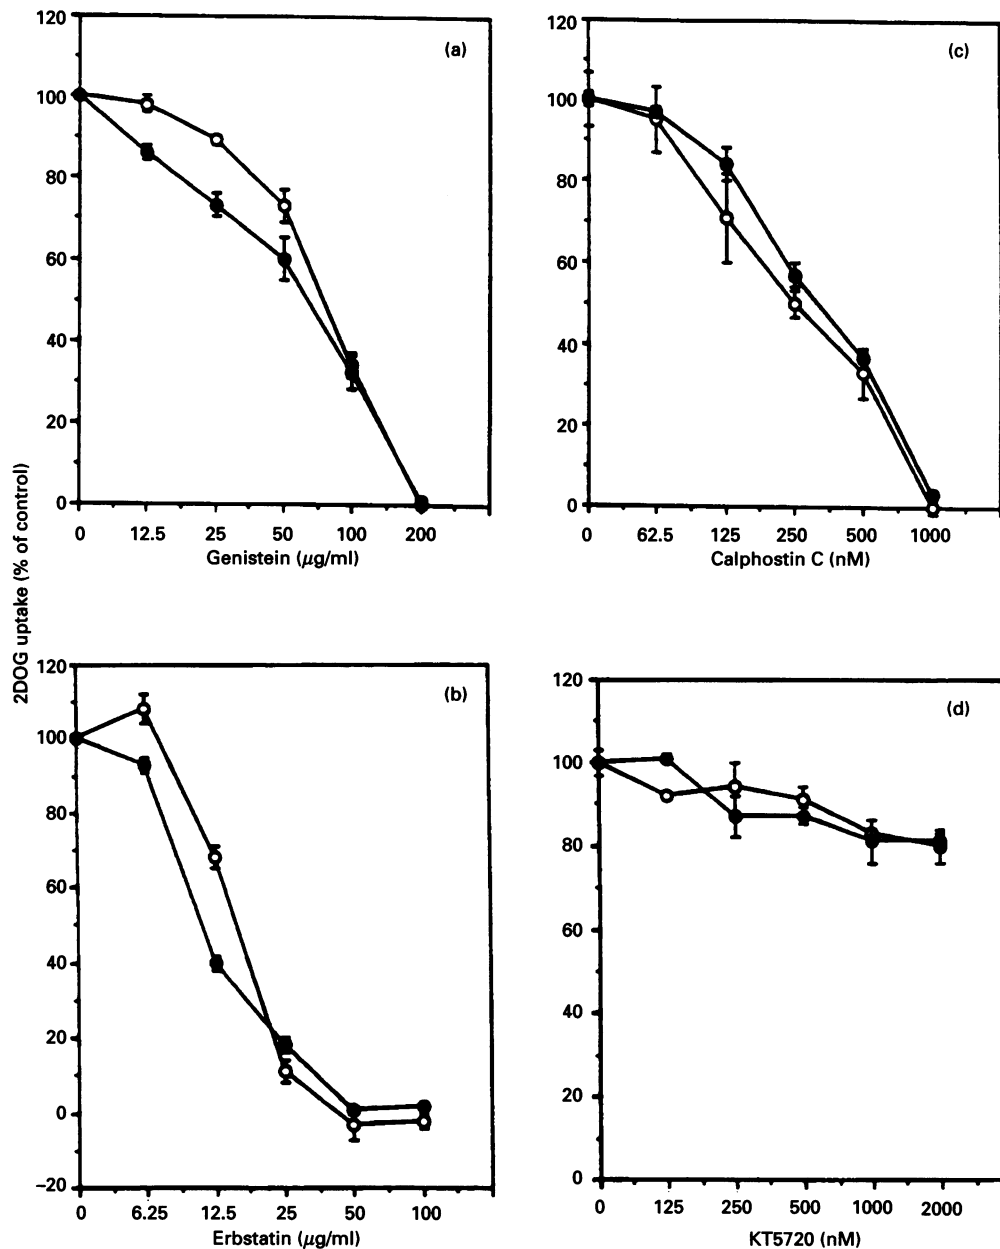 2DOG uptake (% of control)
(a)
120
100
80
60
40
20
0
0 12.5 25 50 100 200
Genistein (µg/ml)
(c)
120
100
80
60
40
20
0
0 62.5 125 250 500 1000
Calphostin C (nM)
(b)
120
100
80
60
40
20
0
–20
0 6.25 12.5 25 50 100
Erbstatin (µg/ml)
(d)
120
100
80
60
40
20
0
0 125 250 500 1000 2000
KT5720 (nM)